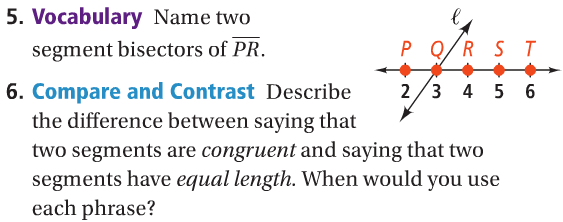 5. Vocabulary Name two
segment bisectors of PR.
ℓ
P Q R S T
2 3 4 5 6
6. Compare and Contrast Describe
the difference between saying that
two segments are congruent and saying that two
segments have equal length. When would you use
each phrase?